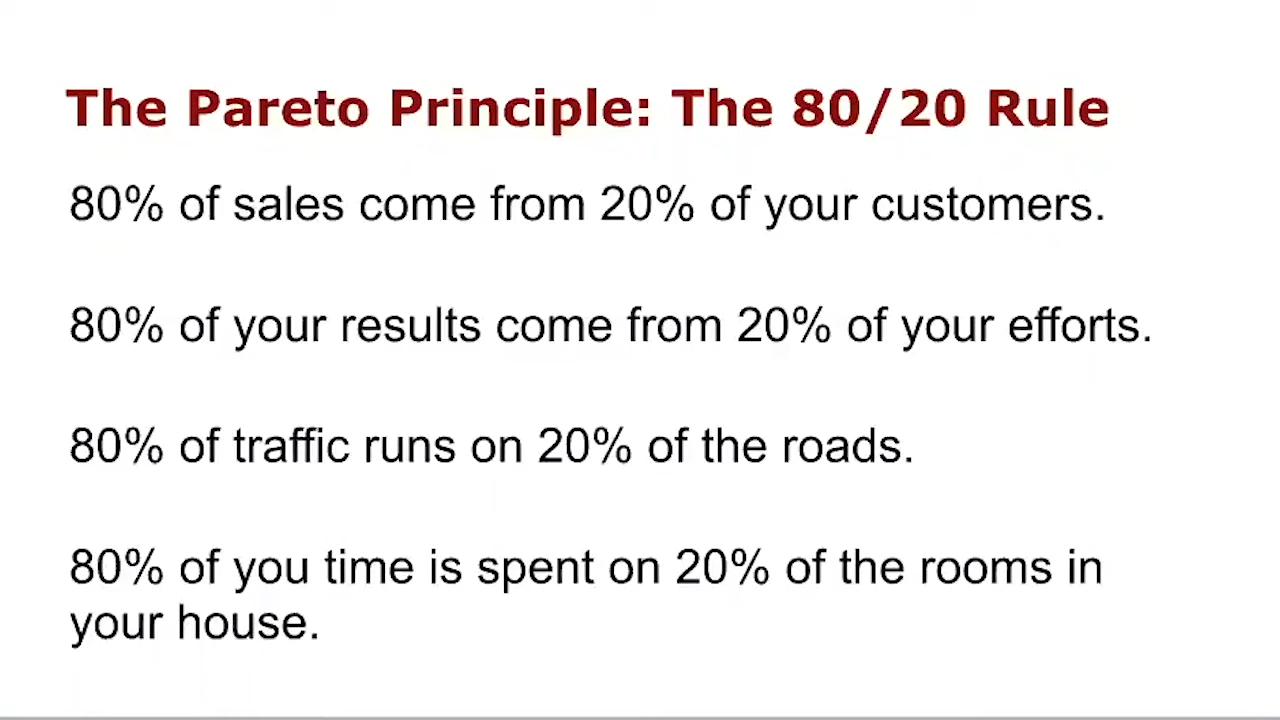 The Pareto Principle: The 80/20 Rule
80% of sales come from 20% of your customers.
80% of your results come from 20% of your efforts.
80% of traffic runs on 20% of the roads.
80% of you time is spent on 20% of the rooms in
your house.